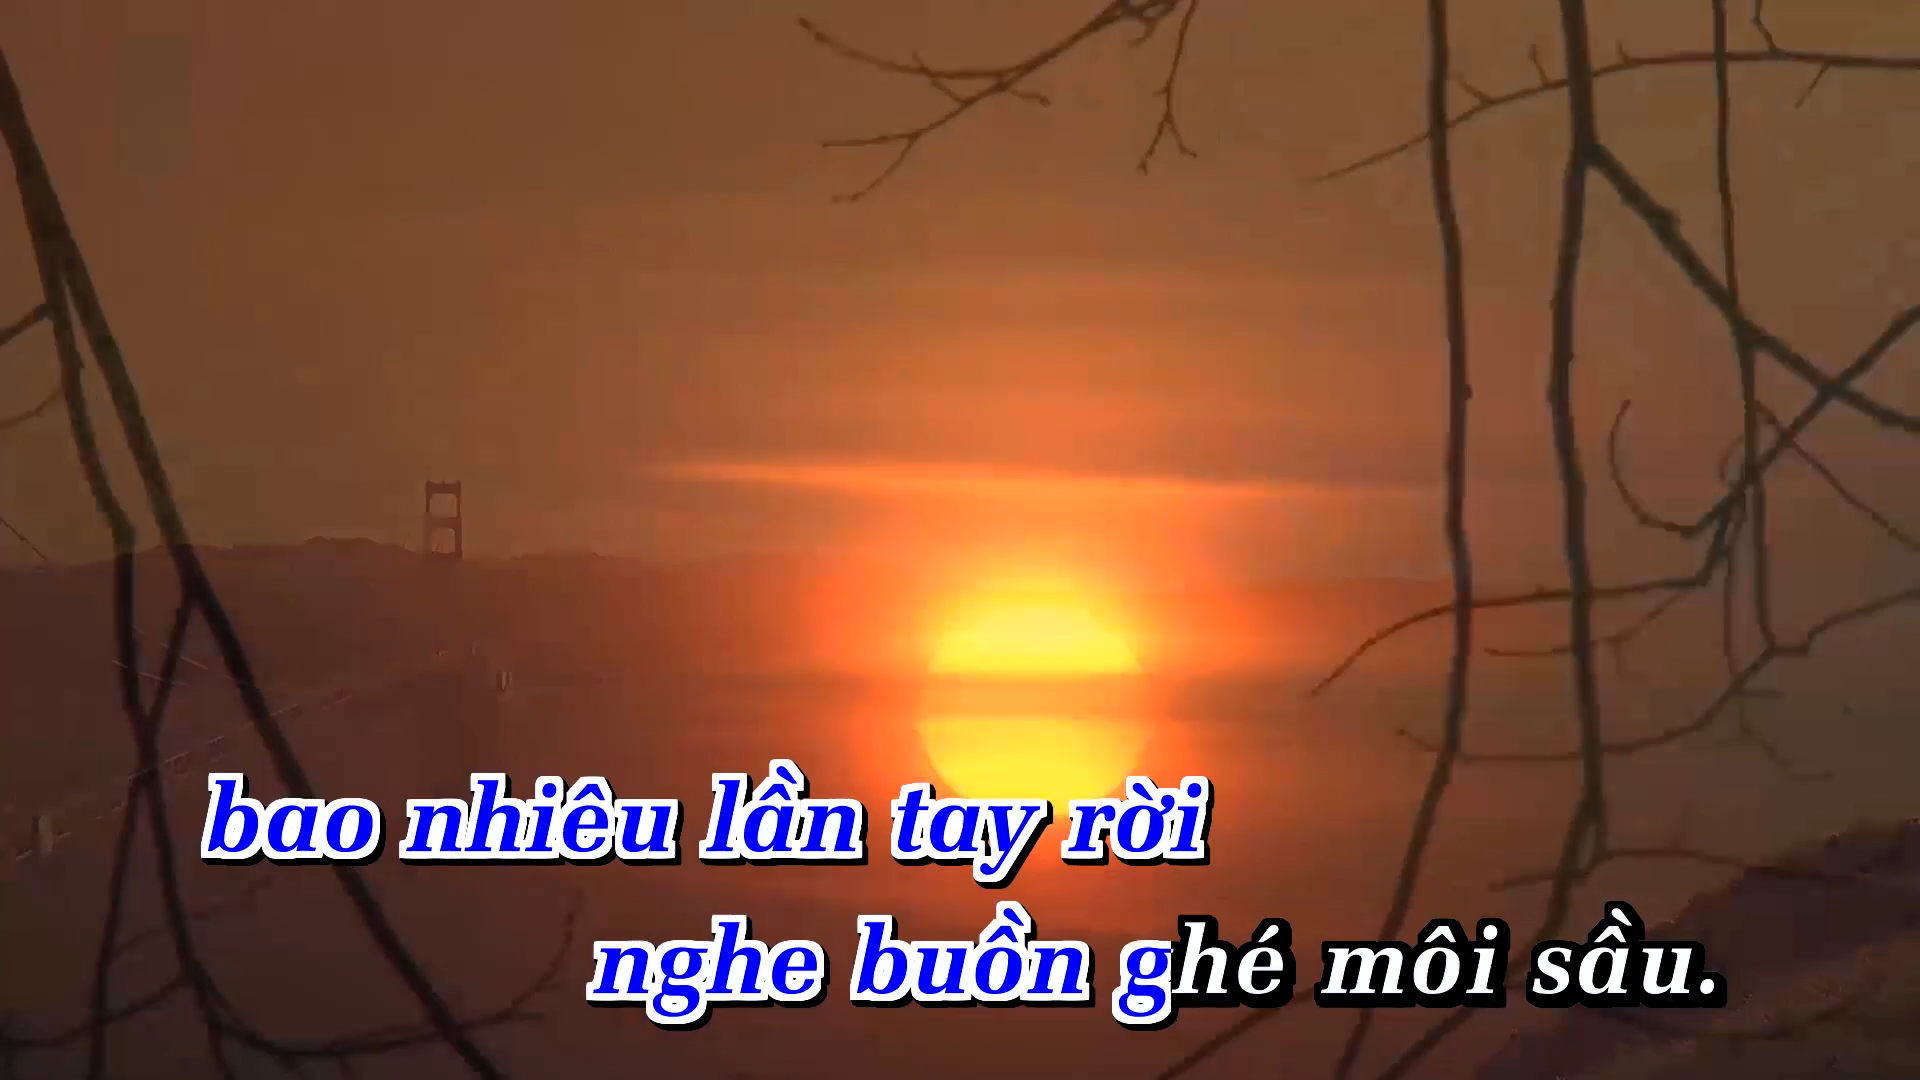 bao nhiêu lần tay rời
nghe buồn ghé môi sầu.